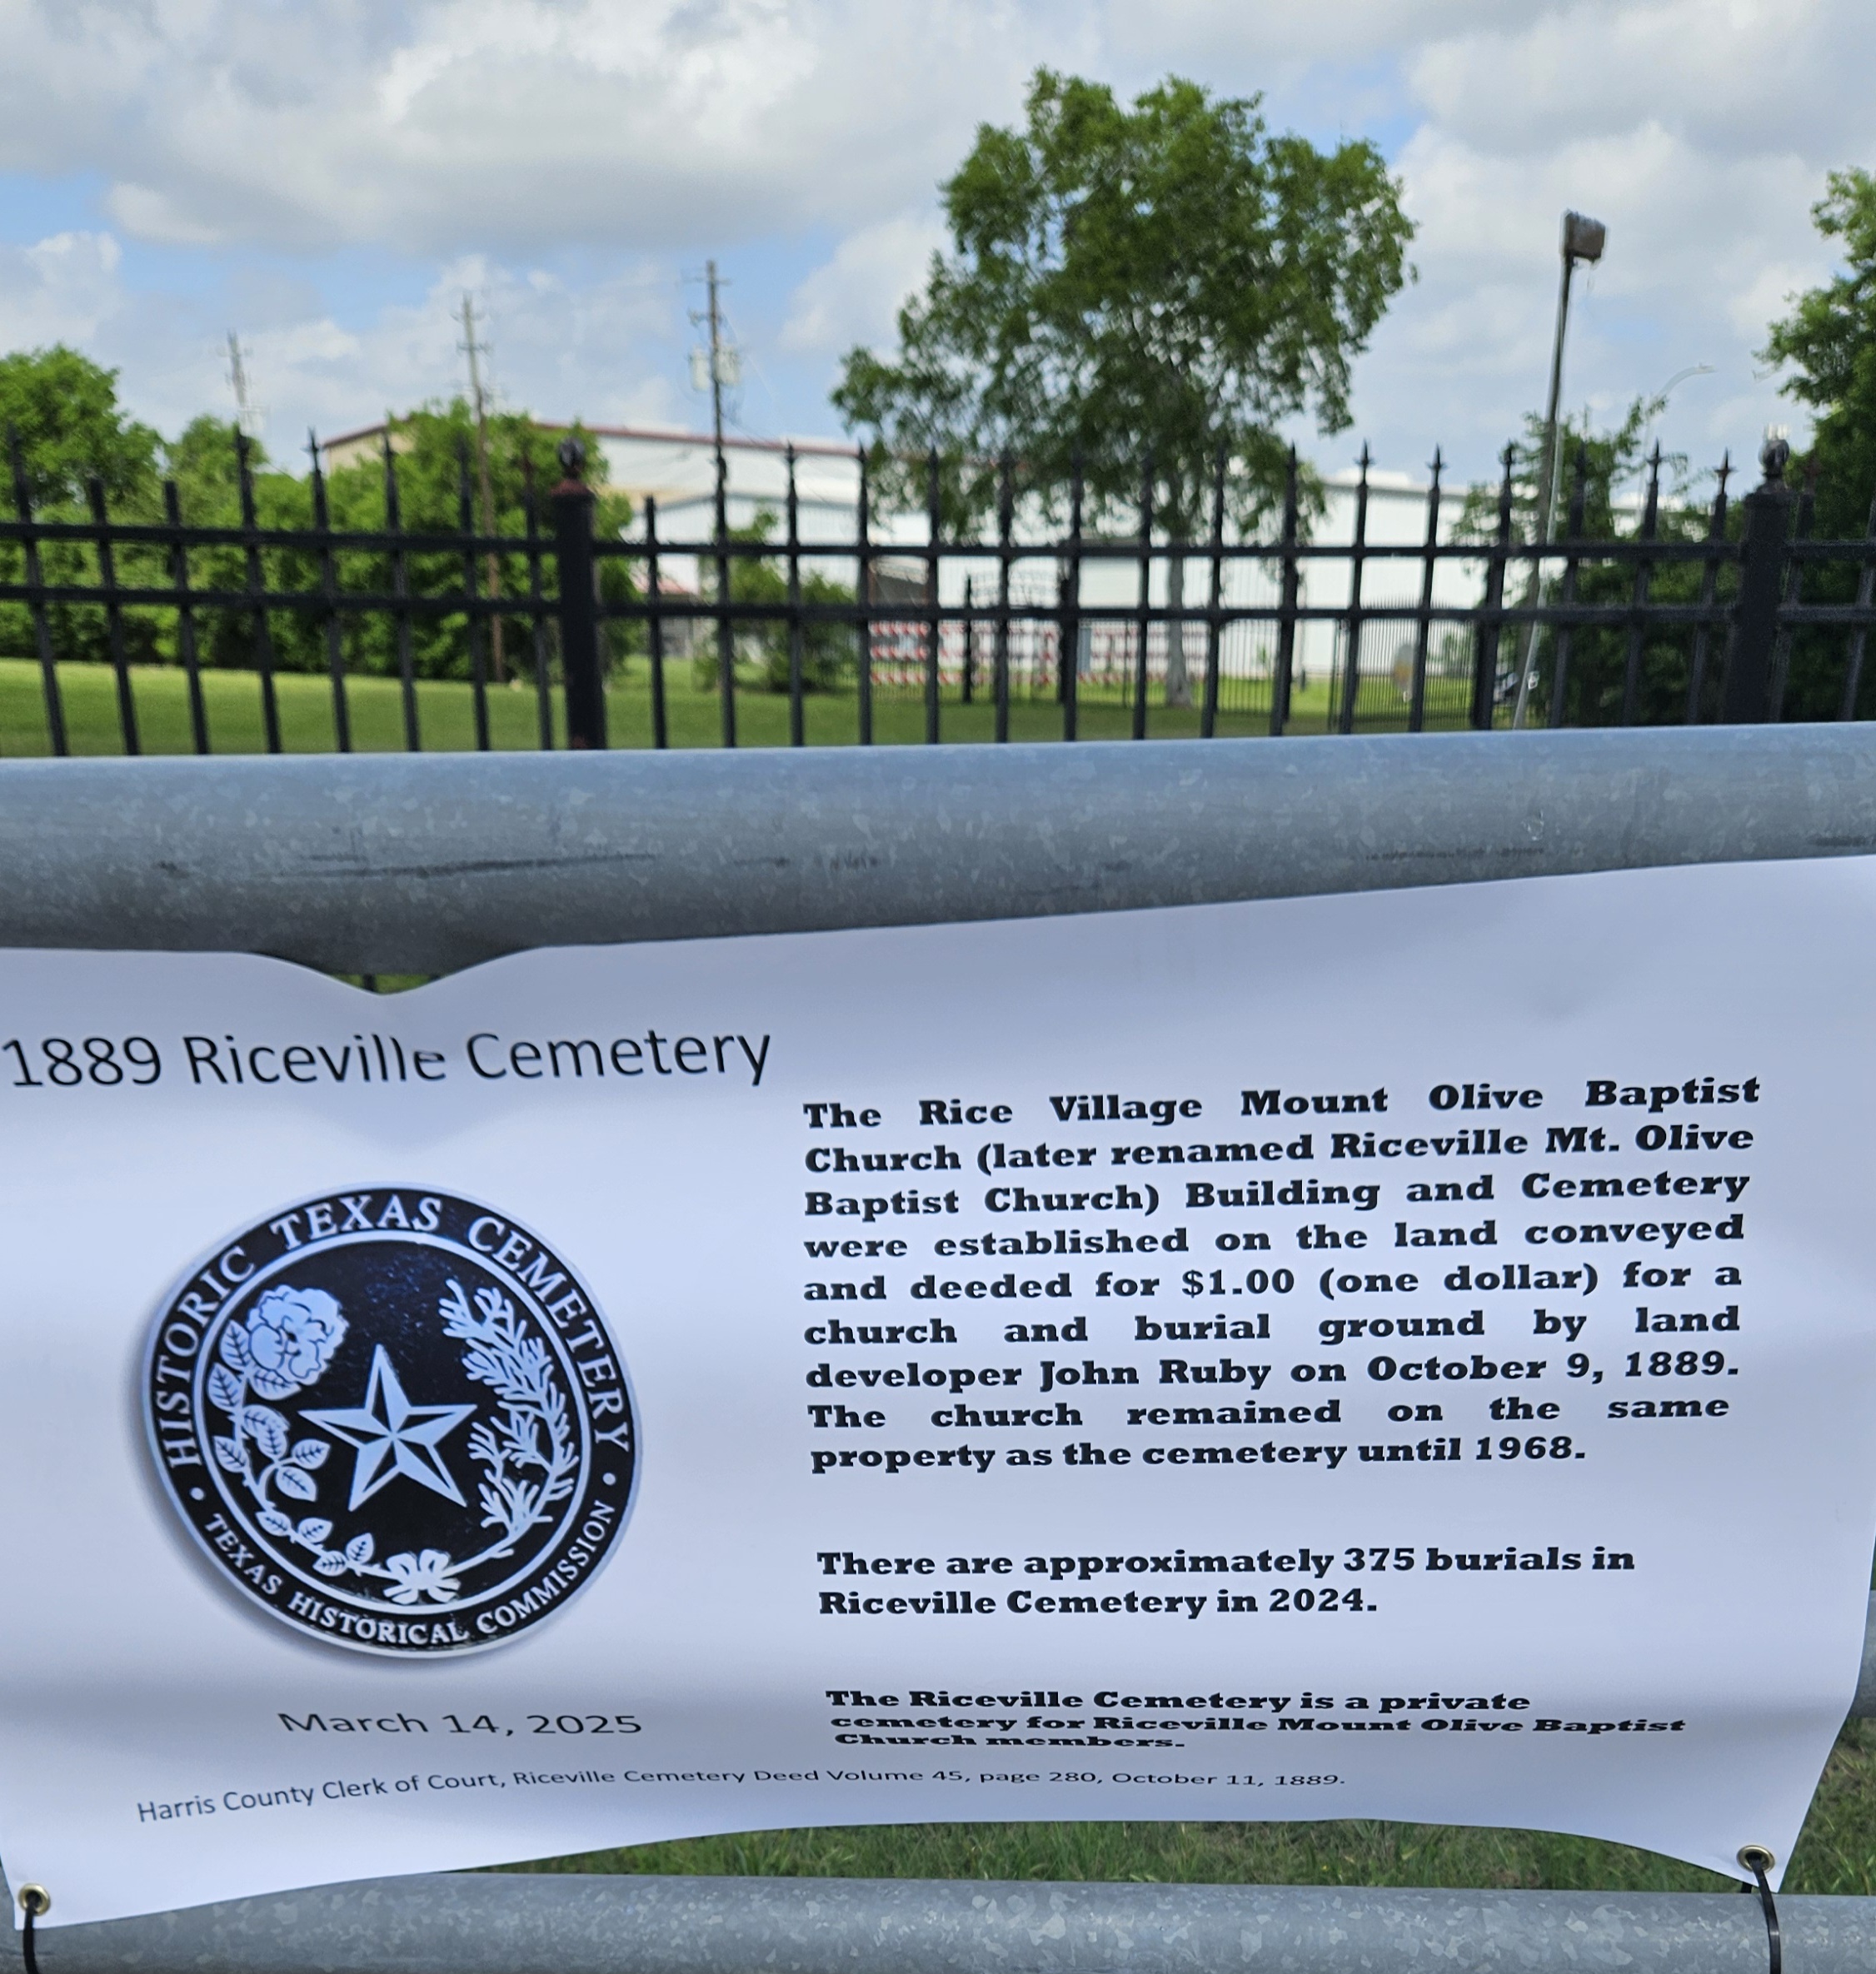 1889 Riceville Cemetery
HISTORIC TEXAS CEMETERY
• TEXAS HISTORICAL COMMISSION •
March 14, 2025
The Rice Village Mount Olive Baptist
Church (later renamed Riceville Mt. Olive
Baptist Church) Building and Cemetery
were established on the land conveyed
and deeded for $1.00 (one dollar) for a
church and burial ground by land
developer John Ruby on October 9, 1889.
The church remained on the same
property as the cemetery until 1968.
There are approximately 375 burials in
Riceville Cemetery in 2024.
The Riceville Cemetery is a private
cemetery for Riceville Mount Olive Baptist
Church members.
Harris County Clerk of Court, Riceville Cemetery Deed Volume 45, page 280, October 11, 1889.